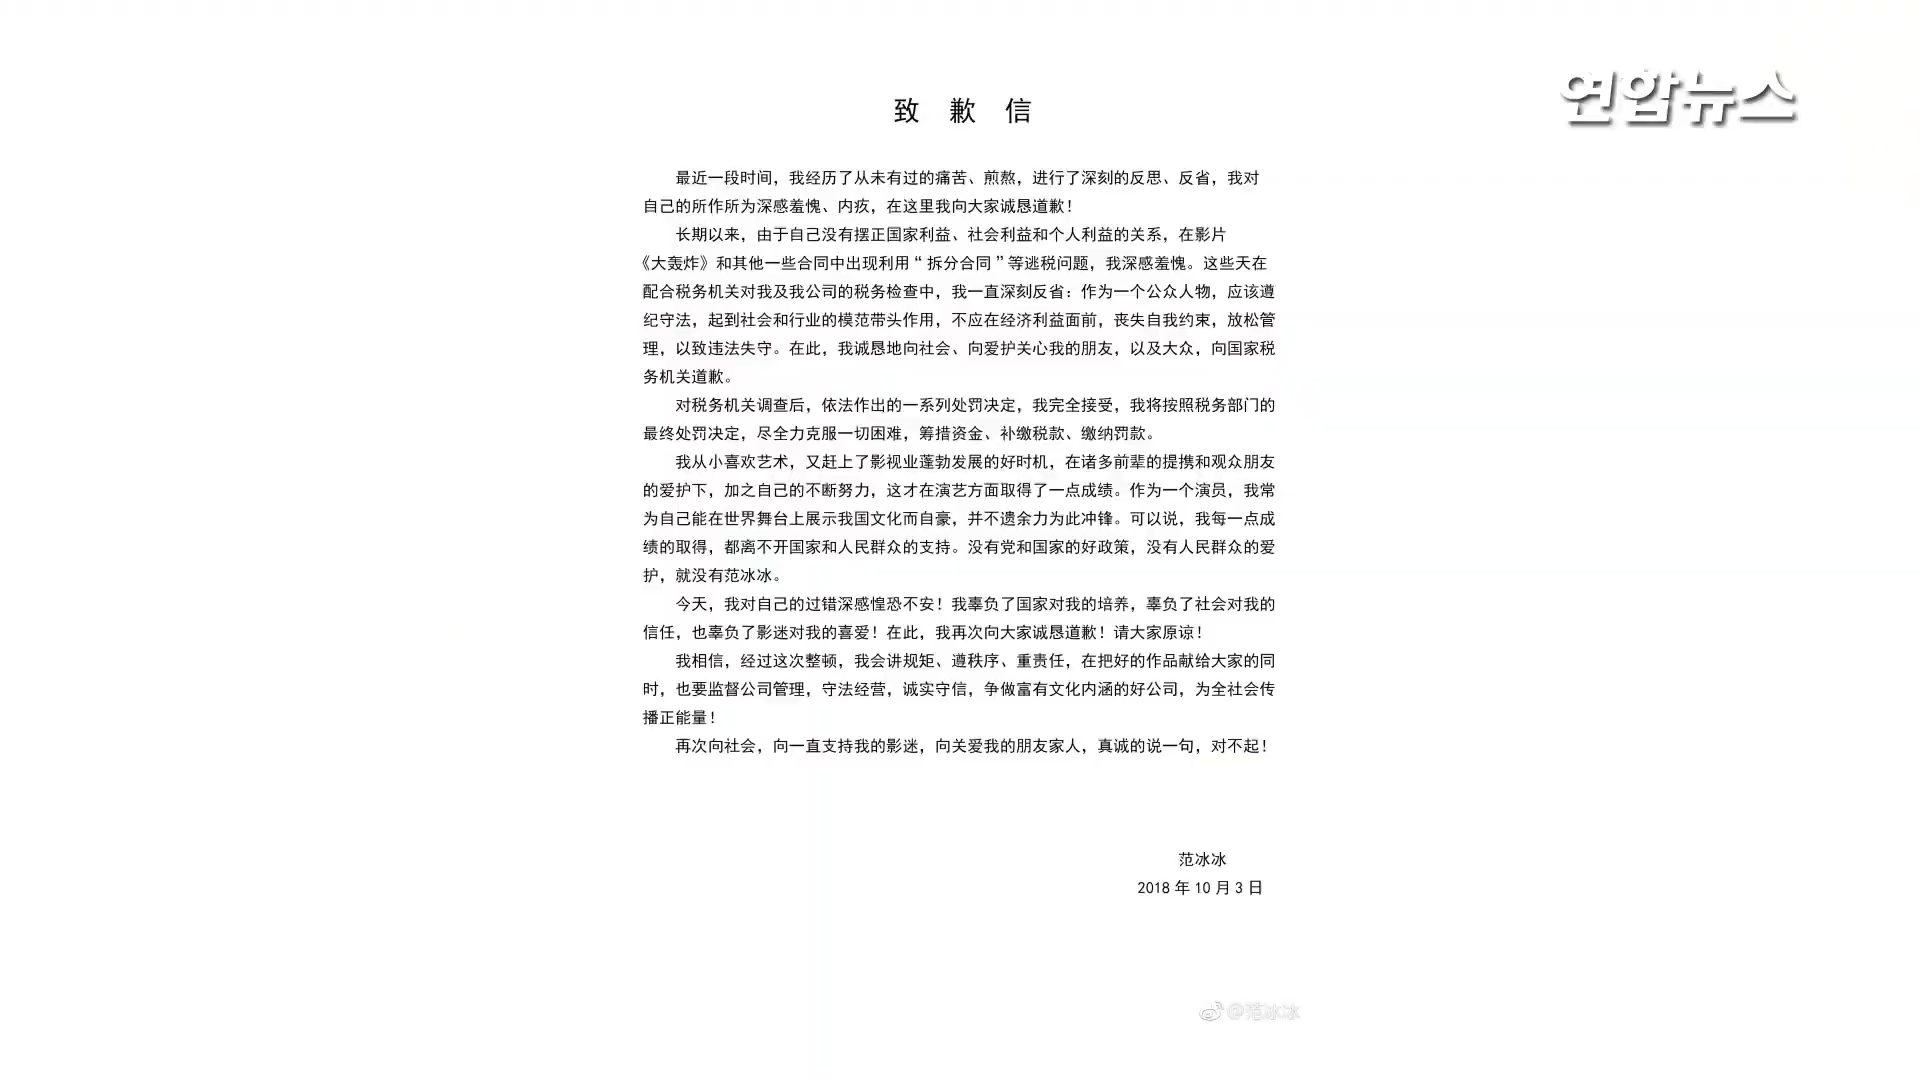 연합뉴스
致 歉 信
最近一段时间，我经历了从未有过的痛苦、煎熬，进行了深刻的反思、反省，我对
自己的所作所为深感羞愧、内疚，在这里我向大家诚恳道歉！
长期以来，由于自己没有摆正国家利益、社会利益和个人利益的关系，在影片
《大轰炸》和其他一些合同中出现利用“拆分合同”等逃税问题，我深感羞愧。这些天在
配合税务机关对我及我公司的税务检查中，我一直深刻反省：作为一个公众人物，应该遵
纪守法，起到社会和行业的模范带头作用，不应在经济利益面前，丧失自我约束，放松管
理，以致违法失守。在此，我诚恳地向社会、向爱护关心我的朋友，以及大众，向国家税
务机关道歉。
对税务机关调查后，依法作出的一系列处罚决定，我完全接受，我将按照税务部门的
最终处罚决定，尽全力克服一切困难，筹措资金、补缴税款、缴纳罚款。
我从小喜欢艺术，又赶上了影视业蓬勃发展的好时机，在诸多前辈的提携和观众朋友
的爱护下，加之自己的不断努力，这才在演艺方面取得了一点成绩。作为一个演员，我常
为自己能在世界舞台上展示我国文化而自豪，并不遗余力为此冲锋。可以说，我每一点成
绩的取得，都离不开国家和人民群众的支持。没有党和国家的好政策，没有人民群众的爱
护，就没有范冰冰。
今天，我对自己的过错深感惶恐不安！我辜负了国家对我的培养，辜负了社会对我的
信任，也辜负了影迷对我的喜爱！在此，我再次向大家诚恳道歉！请大家原谅！
我相信，经过这次整顿，我会讲规矩、遵秩序、重责任，在把好的作品献给大家的同
时，也要监督公司管理，守法经营，诚实守信，争做富有文化内涵的好公司，为全社会传
播正能量！
再次向社会，向一直支持我的影迷，向关爱我的朋友家人，真诚的说一句，对不起！
范冰冰
2018 年 10 月 3 日
@范冰冰